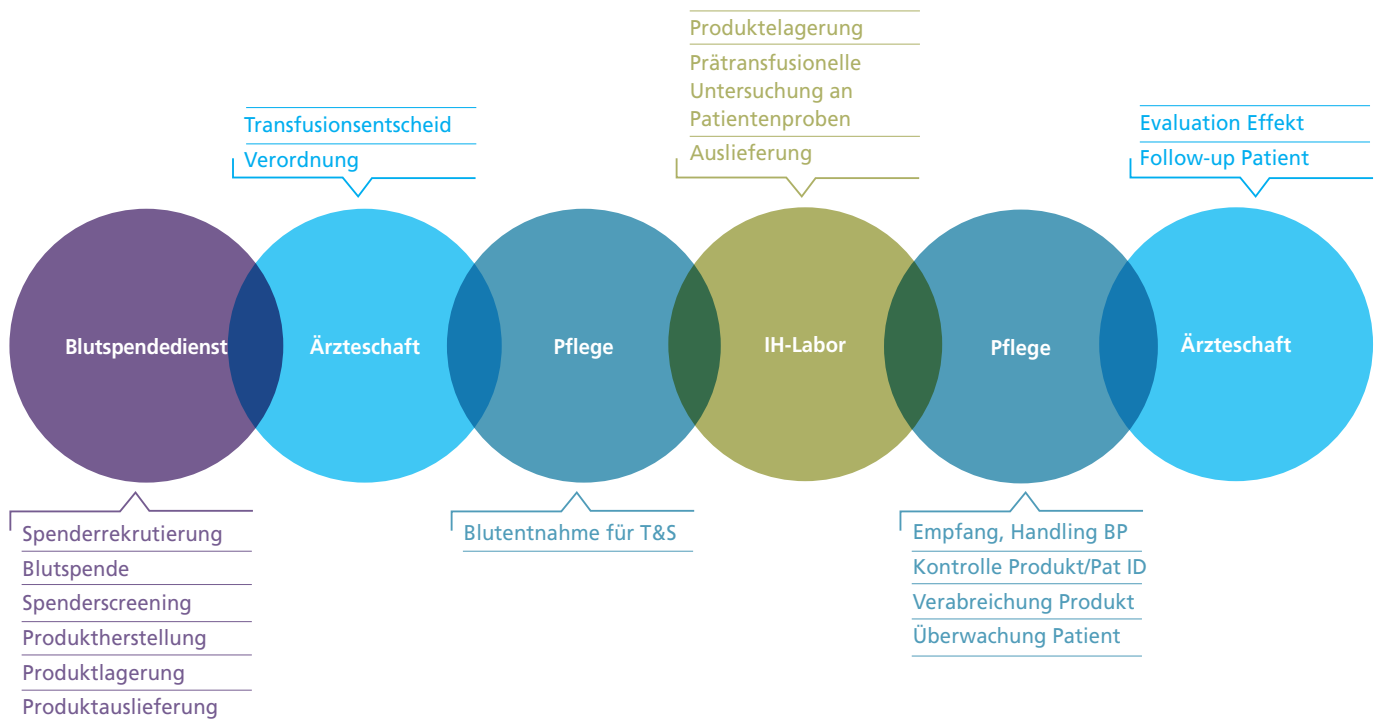 Produktelagerung
Prätransfusionelle
Untersuchung an
Patientenproben
Auslieferung
Transfusionsentscheid
Verordnung
Evaluation Effekt
Follow-up Patient
Blutspendedienst
Ärzteschaft
Pflege
IH-Labor
Pflege
Ärzteschaft
Spenderrekrutierung
Blutspende
Spenderscreening
Produktherstellung
Produktlagerung
Produktauslieferung
Blutentnahme für T&S
Empfang, Handling BP
Kontrolle Produkt/Pat ID
Verabreichung Produkt
Überwachung Patient